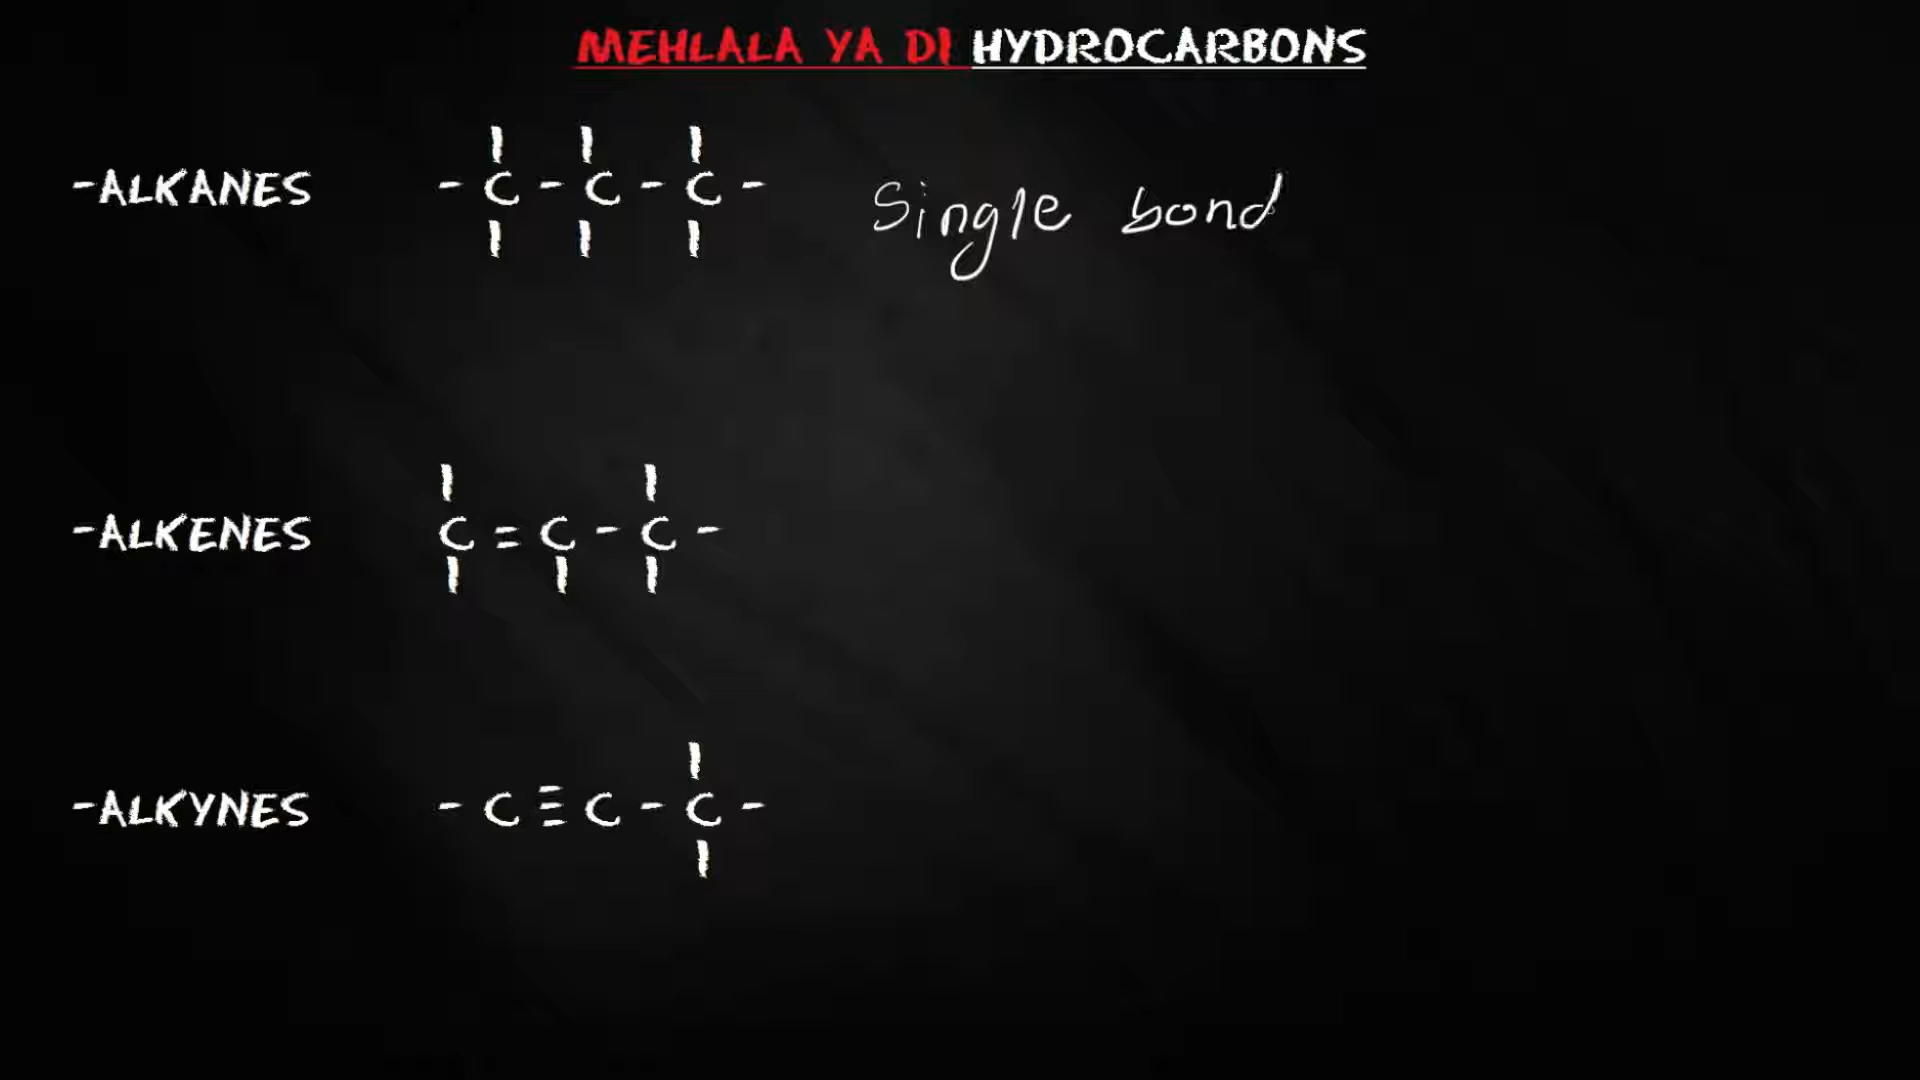 MEHLALA YA DI HYDROCARBONS
-ALKANES - C - C - C - Single bond
-ALKENES C = C - C -
-ALKYNES - C ≡ C - C -